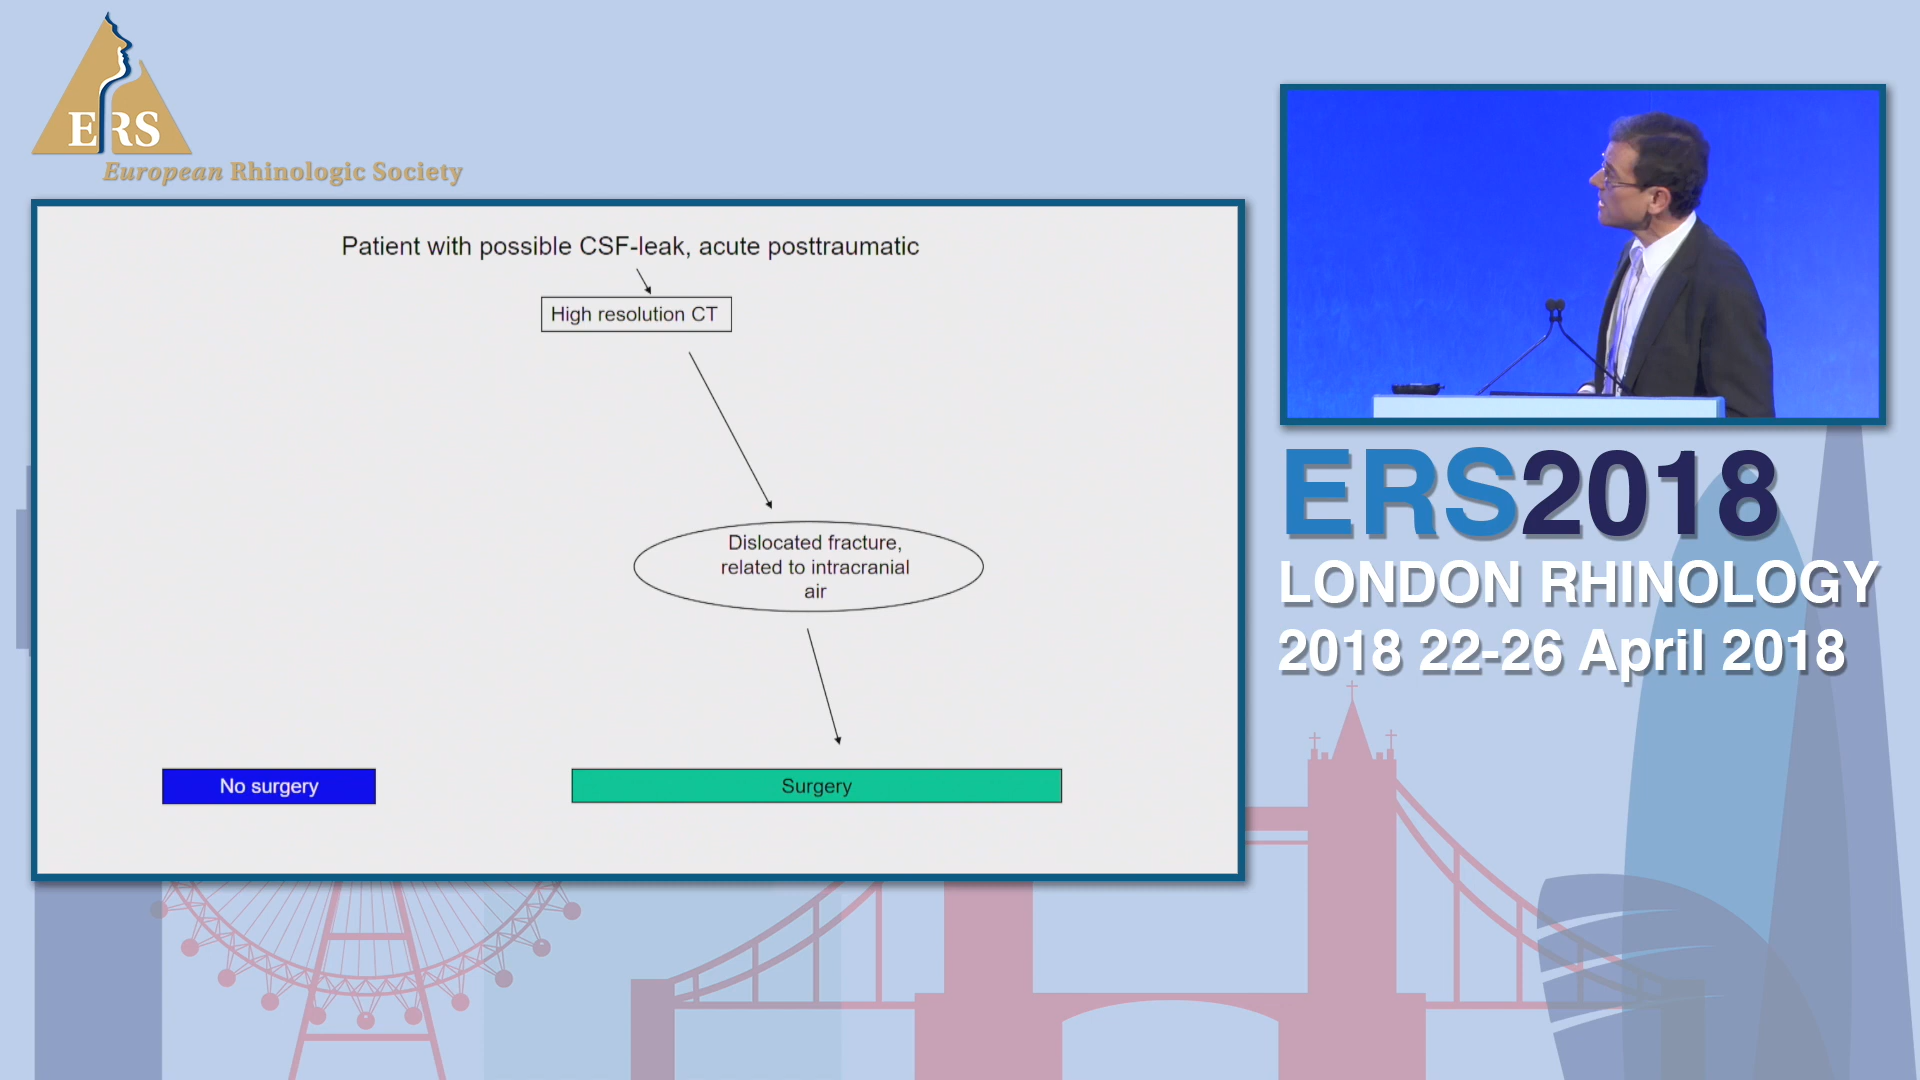 ERS
European Rhinologic Society
Patient with possible CSF-leak, acute posttraumatic
High resolution CT
Dislocated fracture,
related to intracranial
air
No surgery
Surgery
ERS2018
LONDON RHINOLOGY
2018 22-26 April 2018